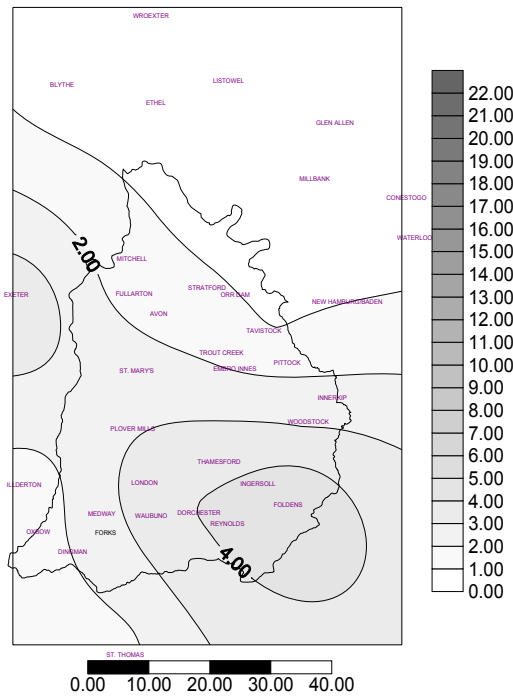 WROEXTER
LISTOWEL
BLYTHE
ETHEL
GLEN ALLEN
MILLBANK
CONESTOGO
WATERLOO
2.00
MITCHELL
STRATFORD
EXETER
FULLARTON
ORR DAM
NEW HAMBURG/BADEN
AVON
TAVISTOCK
TROUT CREEK
PITTOCK
ST. MARY'S
EMBRO INNES
INNERKIP
WOODSTOCK
PLOVER MILLS
THAMESFORD
ILLDERTON
LONDON
INGERSOLL
FOLDENS
MEDWAY
WAUBUNO
DORCHESTER
REYNOLDS
OXBOW
FORKS
DINGMAN
4.00
ST. THOMAS
0.00 10.00 20.00 30.00 40.00
22.00
21.00
20.00
19.00
18.00
17.00
16.00
15.00
14.00
13.00
12.00
11.00
10.00
9.00
8.00
7.00
6.00
5.00
4.00
3.00
2.00
1.00
0.00